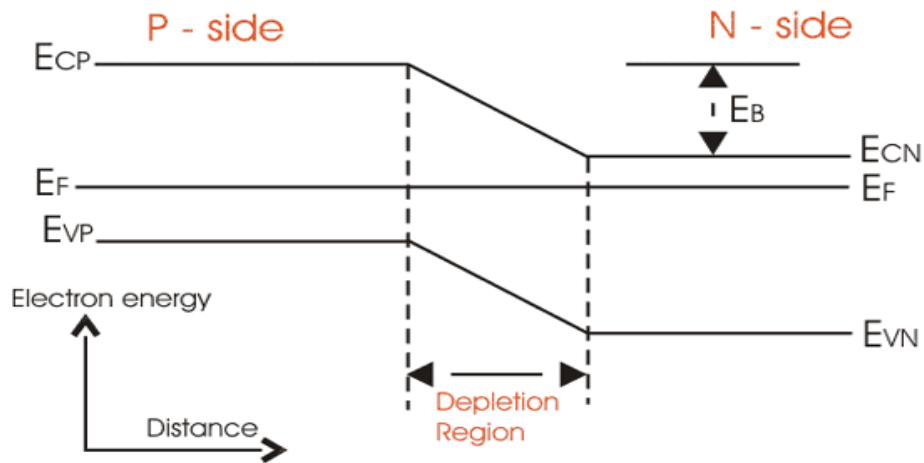 P - side
N - side
ECP
EB
ECN
EF
EF
EVP
Electron energy
EVN
Depletion
Region
Distance